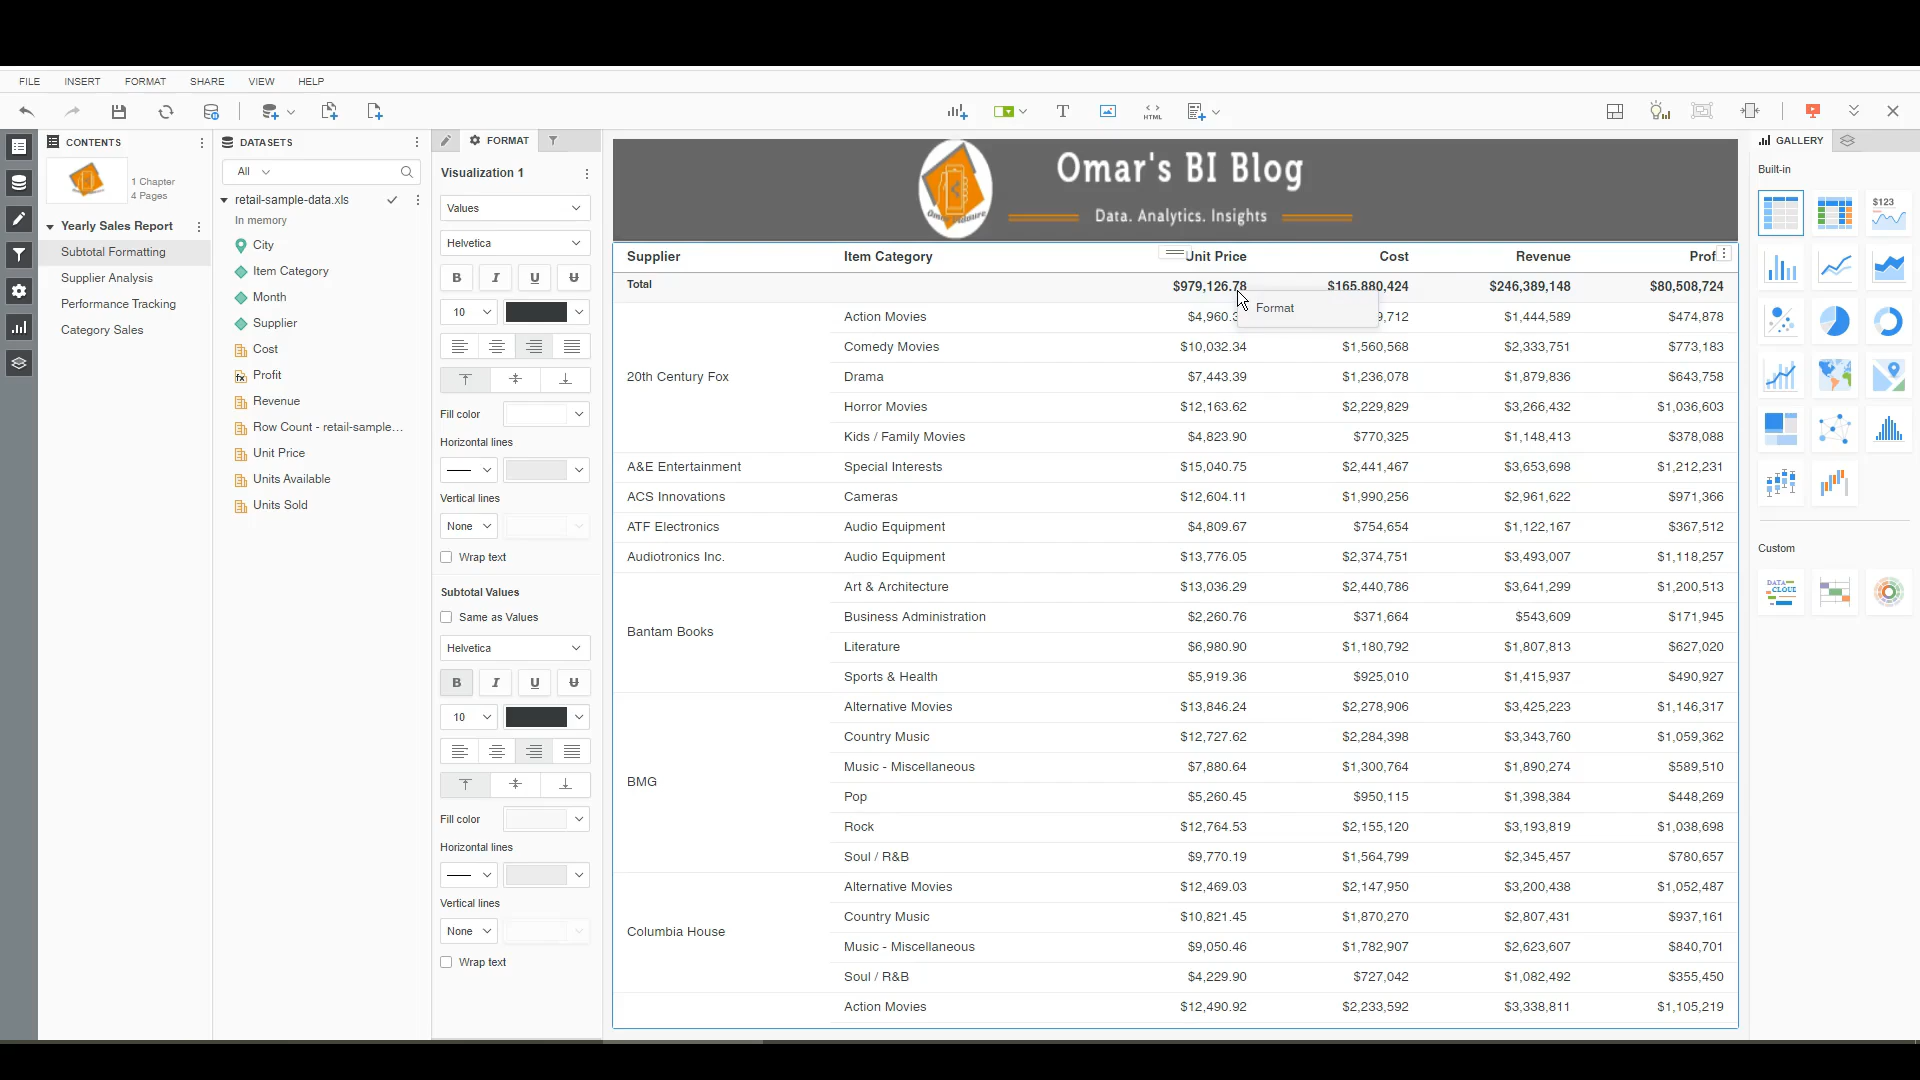 FILE INSERT FORMAT SHARE VIEW HELP
CONTENTS
1 Chapter
4 Pages
Yearly Sales Report
Subtotal Formatting
Supplier Analysis
Performance Tracking
Category Sales
DATASETS
All
retail-sample-data.xls
In memory
City
Item Category
Month
Supplier
Cost
Profit
Revenue
Row Count - retail-sample...
Unit Price
Units Available
Units Sold
FORMAT
Visualization 1
Values
Helvetica
B I U U
10
Fill color
Horizontal lines
Vertical lines
None
Wrap text
Subtotal Values
Same as Values
Helvetica
B I U U
10
Fill color
Horizontal lines
Vertical lines
None
Wrap text
T
HTML
Omar's BI Blog
Data. Analytics. Insights
Supplier Item Category Unit Price Cost Revenue Prof
Total $979,126.78 $165,880,424 $246,389,148 $80,508,724
Format
Action Movies $4,960.3 9,712 $1,444,589 $474,878
Comedy Movies $10,032.34 $1,560,568 $2,333,751 $773,183
20th Century Fox Drama $7,443.39 $1,236,078 $1,879,836 $643,758
Horror Movies $12,163.62 $2,229,829 $3,266,432 $1,036,603
Kids / Family Movies $4,823.90 $770,325 $1,148,413 $378,088
A&E Entertainment Special Interests $15,040.75 $2,441,467 $3,653,698 $1,212,231
ACS Innovations Cameras $12,604.11 $1,990,256 $2,961,622 $971,366
ATF Electronics Audio Equipment $4,809.67 $754,654 $1,122,167 $367,512
Audiotronics Inc. Audio Equipment $13,776.05 $2,374,751 $3,493,007 $1,118,257
Art & Architecture $13,036.29 $2,440,786 $3,641,299 $1,200,513
Business Administration $2,260.76 $371,664 $543,609 $171,945
Bantam Books
Literature $6,980.90 $1,180,792 $1,807,813 $627,020
Sports & Health $5,919.36 $925,010 $1,415,937 $490,927
Alternative Movies $13,846.24 $2,278,906 $3,425,223 $1,146,317
Country Music $12,727.62 $2,284,398 $3,343,760 $1,059,362
Music - Miscellaneous $7,880.64 $1,300,764 $1,890,274 $589,510
BMG
Pop $5,260.45 $950,115 $1,398,384 $448,269
Rock $12,764.53 $2,155,120 $3,193,819 $1,038,698
Soul / R&B $9,770.19 $1,564,799 $2,345,457 $780,657
Alternative Movies $12,469.03 $2,147,950 $3,200,438 $1,052,487
Country Music $10,821.45 $1,870,270 $2,807,431 $937,161
Columbia House
Music - Miscellaneous $9,050.46 $1,782,907 $2,623,607 $840,701
Soul / R&B $4,229.90 $727,042 $1,082,492 $355,450
Action Movies $12,490.92 $2,233,592 $3,338,811 $1,105,219
GALLERY
Built-in
$123
Custom
DATA
CLOUD